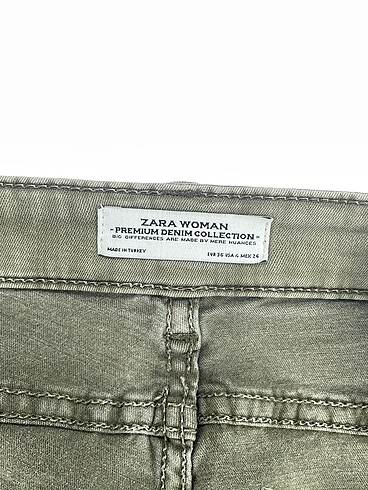 ZARA WOMAN
-PREMIUM DENIM COLLECTION-
BIG DIFFERENCES ARE MADE BY MERE NUANCES
MADE IN TURKEY
EUR 36 USA 4 MEX 26